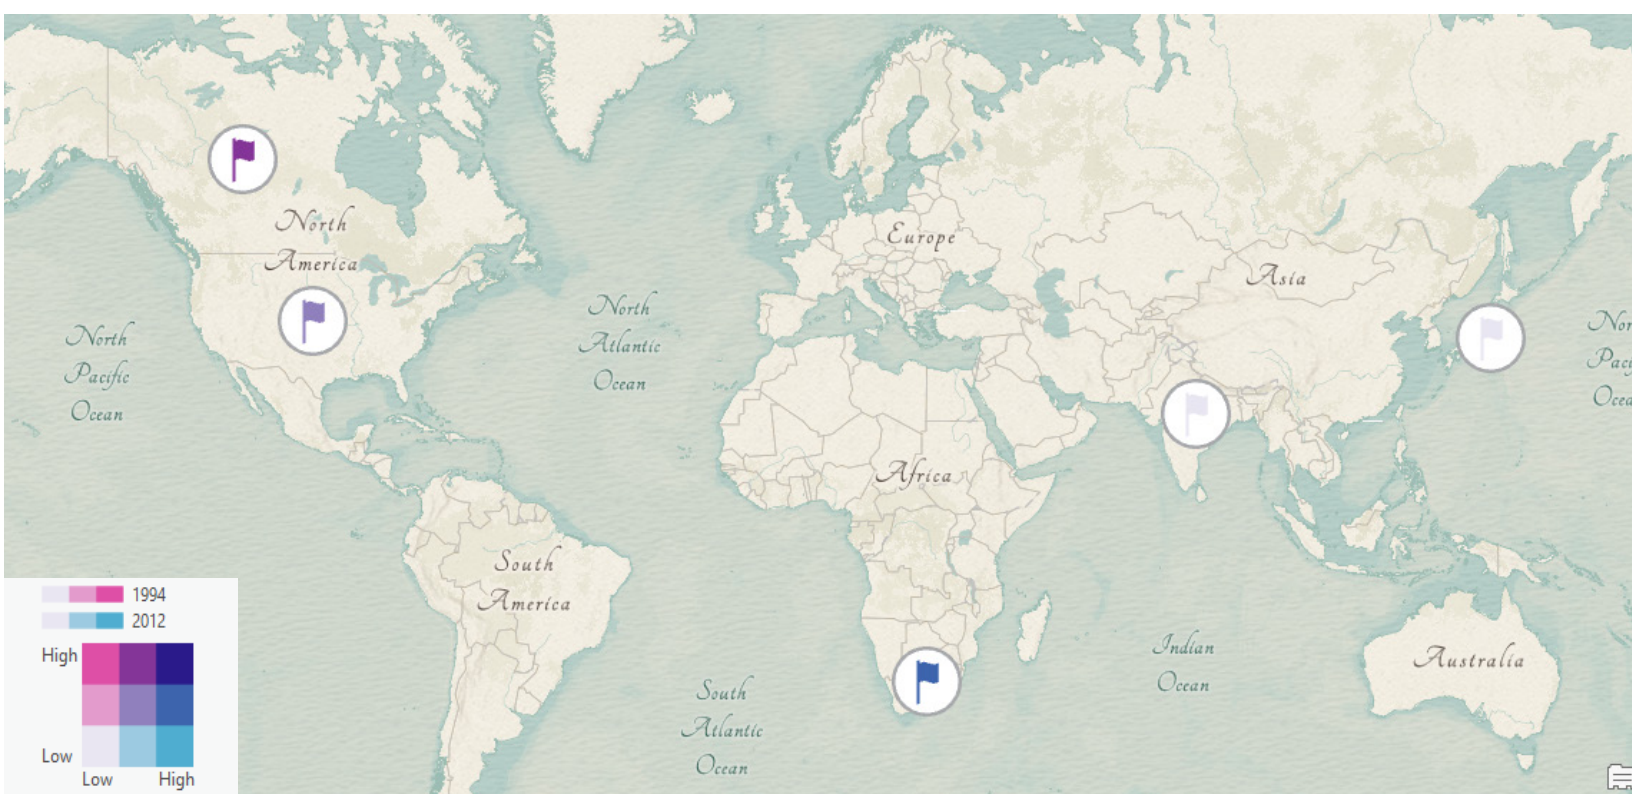 North
America
Europe
Asia
North
Pacific
Ocean
North
Atlantic
Ocean
Africa
South
America
Indian
Ocean
Australia
South
Atlantic
Ocean
1994
2012
High
Low
Low
High